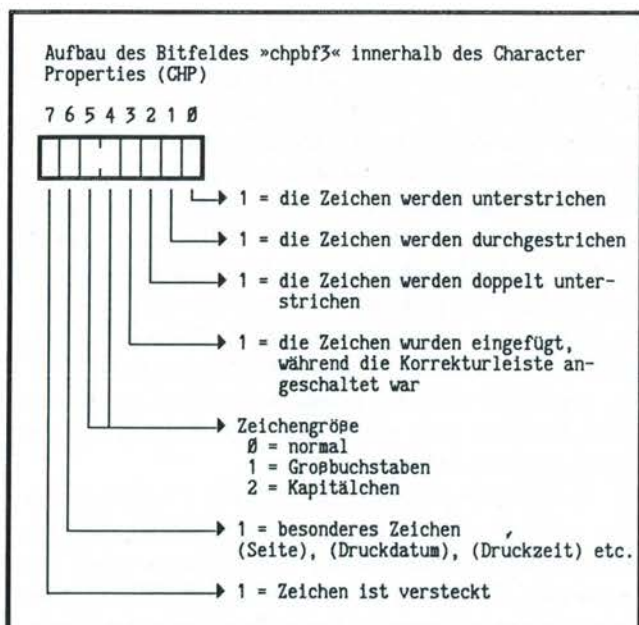 Aufbau des Bitfeldes »chpbf3« innerhalb des Character
Properties (CHP)
7 6 5 4 3 2 1 0
1 = die Zeichen werden unterstrichen
1 = die Zeichen werden durchgestrichen
1 = die Zeichen werden doppelt unter-
strichen
1 = die Zeichen wurden eingefügt,
während die Korrekturleiste an-
geschaltet war
Zeichengröße
0 = normal
1 = Großbuchstaben
2 = Kapitälchen
1 = besonderes Zeichen
(Seite), (Druckdatum), (Druckzeit) etc.
1 = Zeichen ist versteckt